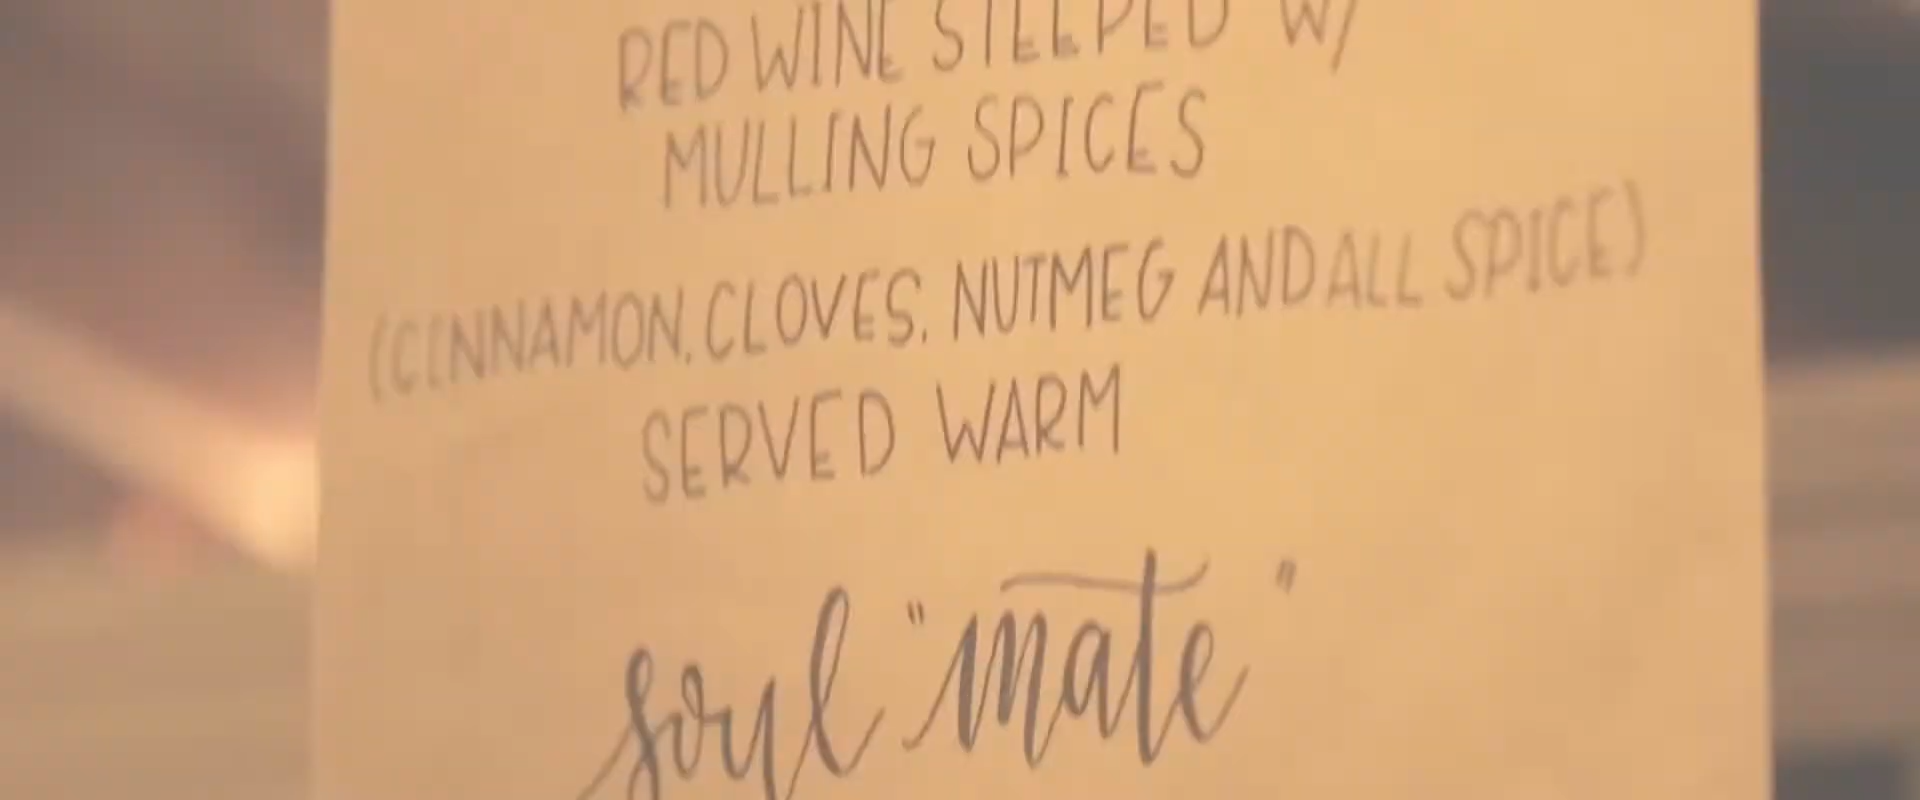 RED WINE STEEPED W/
MULLING SPICES
(CINNAMON, CLOVES, NUTMEG AND ALL SPICE)
SERVED WARM
soul "mate"